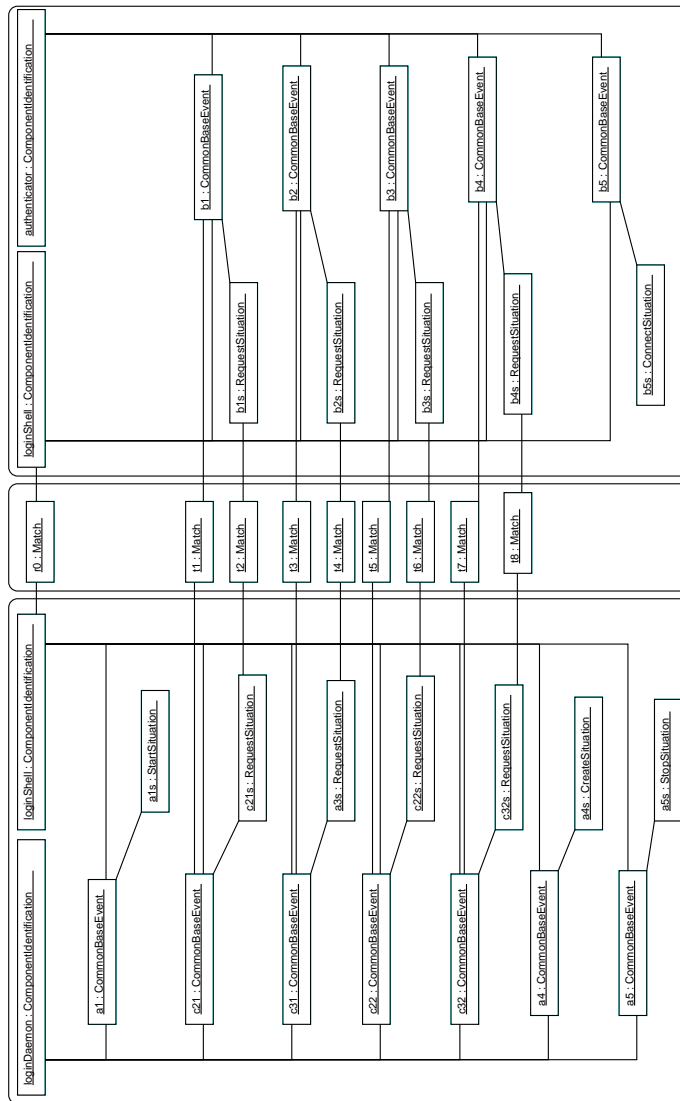 loginDaemon : ComponentIdentification
loginShell : ComponentIdentification
a1 : CommonBaseEvent
a1s : StartSituation
c21 : CommonBaseEvent
c21s : RequestSituation
c31 : CommonBaseEvent
a3s : RequestSituation
c22 : CommonBaseEvent
c22s : RequestSituation
c32 : CommonBaseEvent
c32s : RequestSituation
a4 : CommonBaseEvent
a4s : CreateSituation
a5 : CommonBaseEvent
a5s : StopSituation
r0 : Match
t1 : Match
t2 : Match
t3 : Match
t4 : Match
t5 : Match
t6 : Match
t7 : Match
t8 : Match
loginShell : ComponentIdentification
authenticator : ComponentIdentification
b1 : CommonBaseEvent
b1s : RequestSituation
b2 : CommonBaseEvent
b2s : RequestSituation
b3 : CommonBaseEvent
b3s : RequestSituation
b4 : CommonBaseEvent
b4s : RequestSituation
b5 : CommonBaseEvent
b5s : ConnectSituation